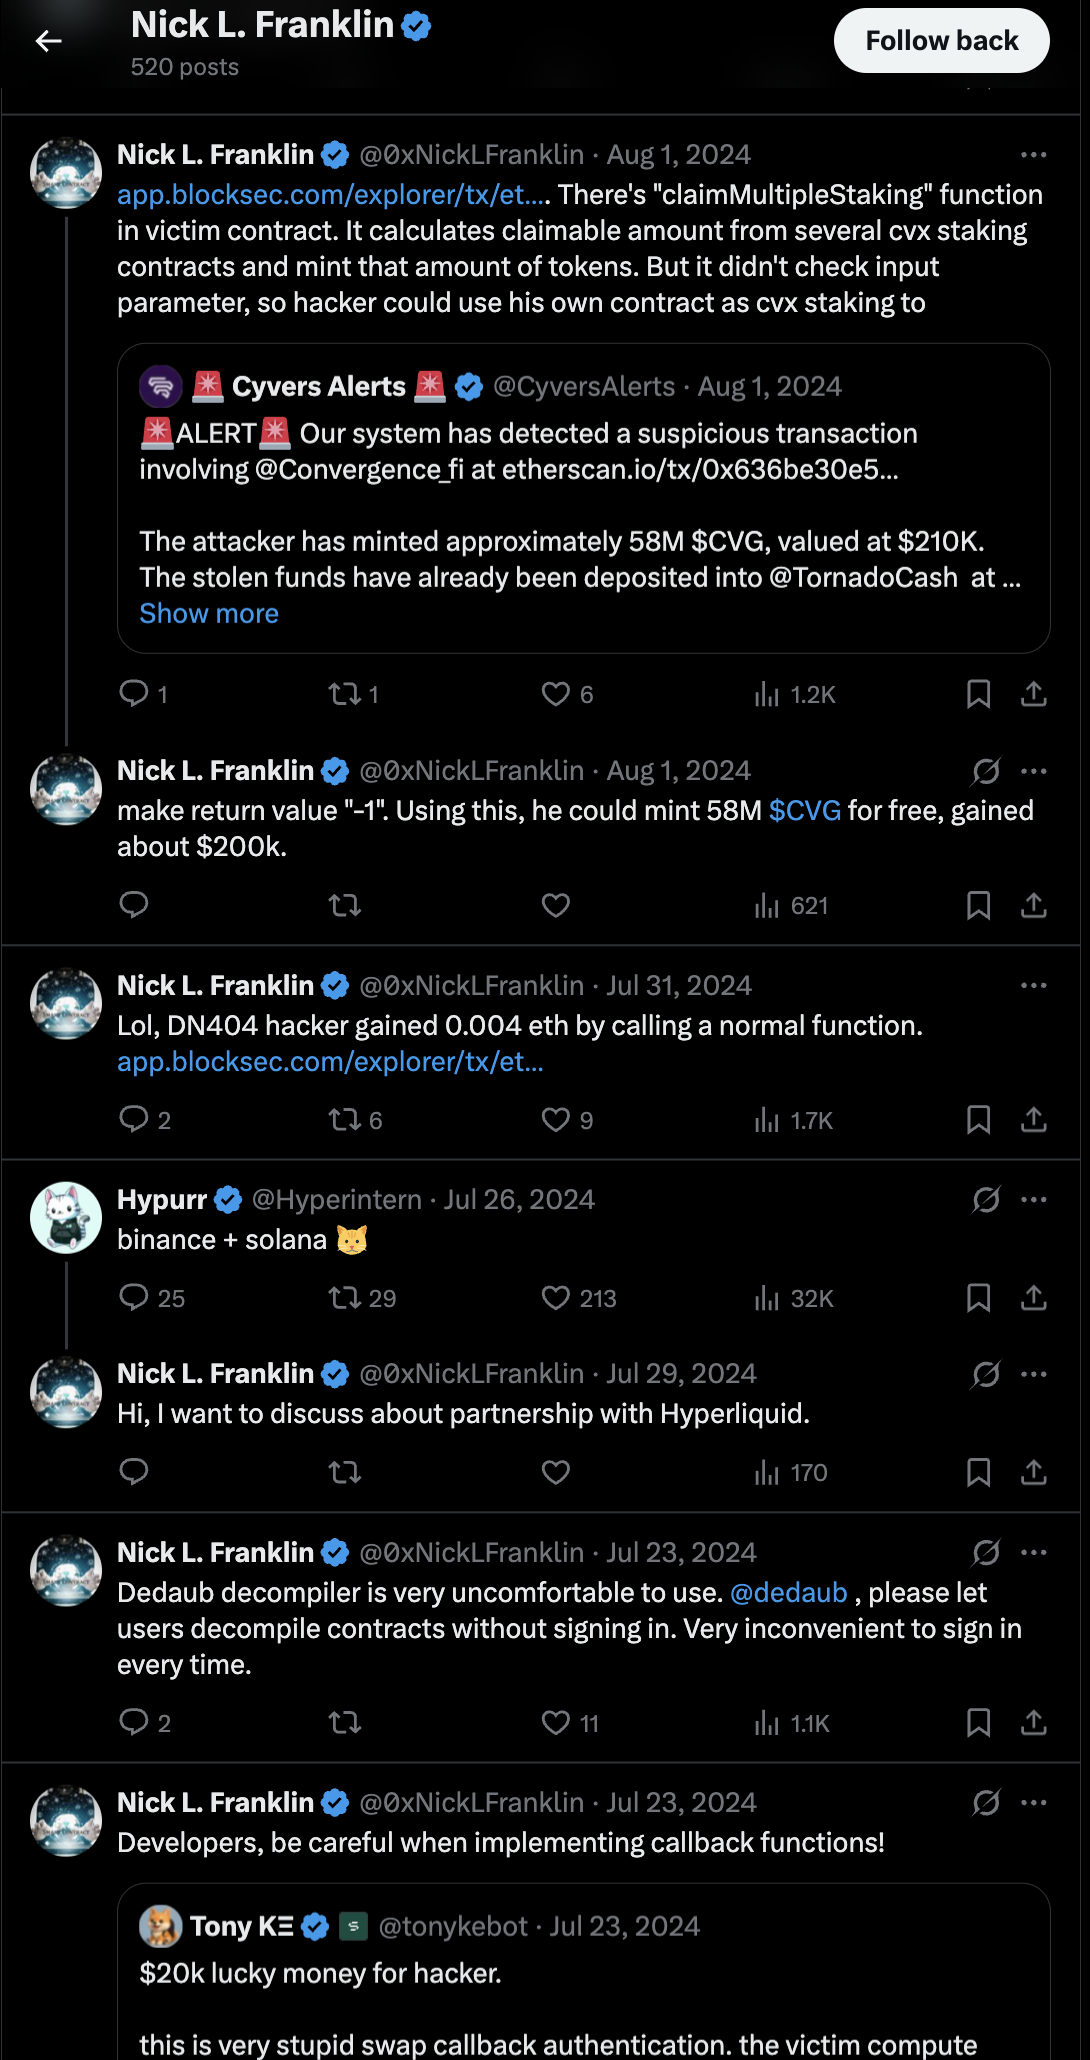 Nick L. Franklin
520 posts
Follow back
Nick L. Franklin @0xNickLFranklin · Aug 1, 2024
app.blocksec.com/explorer/tx/et.... There's "claimMultipleStaking" function
in victim contract. It calculates claimable amount from several cvx staking
contracts and mint that amount of tokens. But it didn't check input
parameter, so hacker could use his own contract as cvx staking to
🚨 Cyvers Alerts 🚨 @CyversAlerts · Aug 1, 2024
🚨ALERT🚨 Our system has detected a suspicious transaction
involving @Convergence_fi at etherscan.io/tx/0x636be30e5...
The attacker has minted approximately 58M $CVG, valued at $210K.
The stolen funds have already been deposited into @TornadoCash at ...
Show more
1 1 6 1.2K
Nick L. Franklin @0xNickLFranklin · Aug 1, 2024
make return value "-1". Using this, he could mint 58M $CVG for free, gained
about $200k.
621
Nick L. Franklin @0xNickLFranklin · Jul 31, 2024
Lol, DN404 hacker gained 0.004 eth by calling a normal function.
app.blocksec.com/explorer/tx/et...
2 6 9 1.7K
Hypurr @Hyperintern · Jul 26, 2024
binance + solana 🐱
25 29 213 32K
Nick L. Franklin @0xNickLFranklin · Jul 29, 2024
Hi, I want to discuss about partnership with Hyperliquid.
170
Nick L. Franklin @0xNickLFranklin · Jul 23, 2024
Dedaub decompiler is very uncomfortable to use. @dedaub , please let
users decompile contracts without signing in. Very inconvenient to sign in
every time.
2 11 1.1K
Nick L. Franklin @0xNickLFranklin · Jul 23, 2024
Developers, be careful when implementing callback functions!
Tony KΞ @tonykebot · Jul 23, 2024
$20k lucky money for hacker.
this is very stupid swap callback authentication. the victim compute